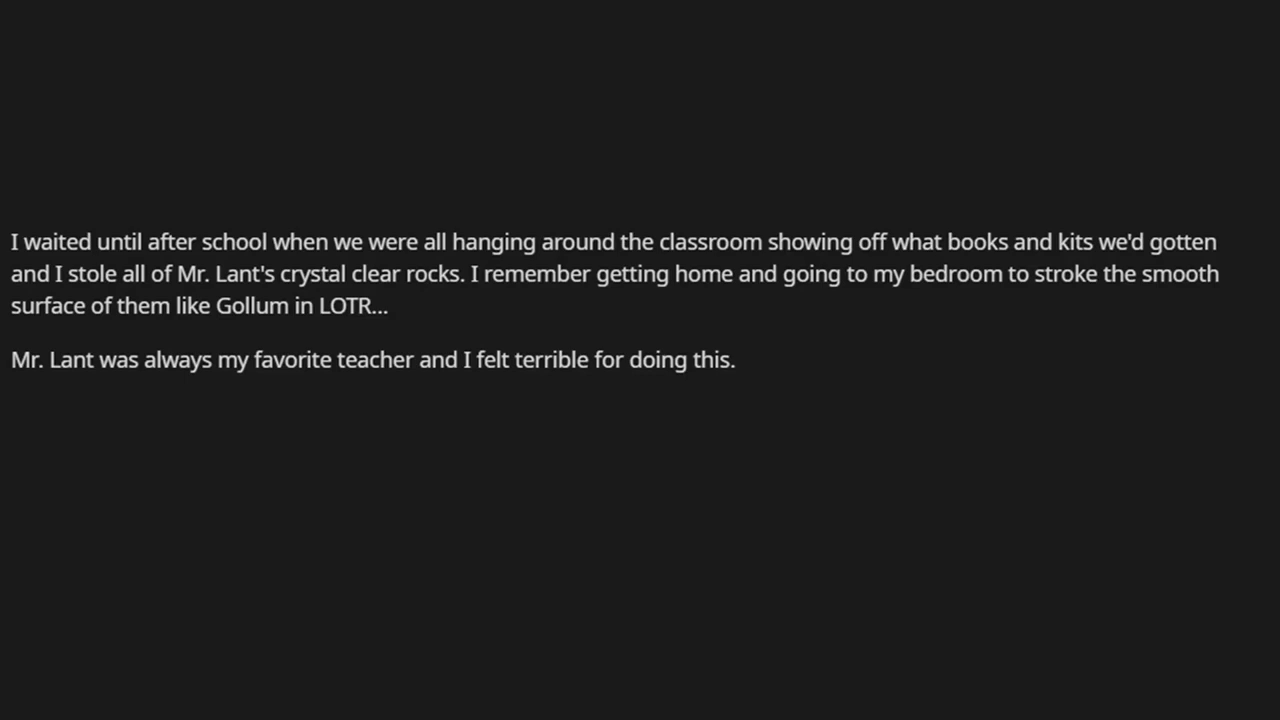 I waited until after school when we were all hanging around the classroom showing off what books and kits we'd gotten
and I stole all of Mr. Lant's crystal clear rocks. I remember getting home and going to my bedroom to stroke the smooth
surface of them like Gollum in LOTR...
Mr. Lant was always my favorite teacher and I felt terrible for doing this.